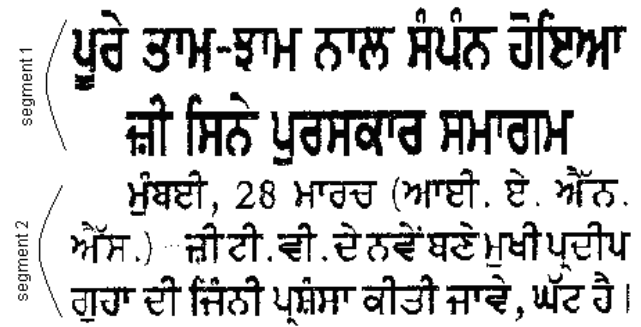 segment 1
ਪੂਰੇ ਭਾਮ-ਝਾਮ ਨਾਲ ਸੰਪੰਨ ਹੋਇਆ
ਜ਼ੀ ਸਿਨੇ ਪੁਰਸਕਾਰ ਸਮਾਗਮ
segment 2
ਮੁੰਬਈ, 28 ਮਾਰਚ (ਆਈ. ਏ. ਐੱਨ.
ਐੱਸ.) ਜ਼ੀ ਟੀ.ਵੀ.ਦੇ ਨਵੇਂ ਬਣੇ ਮੁਖੀ ਪ੍ਰਦੀਪ
ਗੁਹਾ ਦੀ ਜਿੰਨੀ ਪ੍ਰਸ਼ੰਸਾ ਕੀਤੀ ਜਾਵੇ, ਘੱਟ ਹੈ।